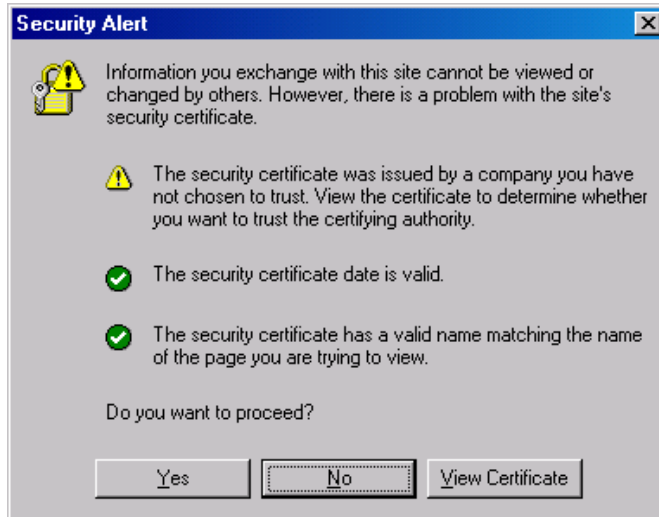 Security Alert
Information you exchange with this site cannot be viewed or
changed by others. However, there is a problem with the site's
security certificate.
The security certificate was issued by a company you have
not chosen to trust. View the certificate to determine whether
you want to trust the certifying authority.
The security certificate date is valid.
The security certificate has a valid name matching the name
of the page you are trying to view.
Do you want to proceed?
Yes No View Certificate